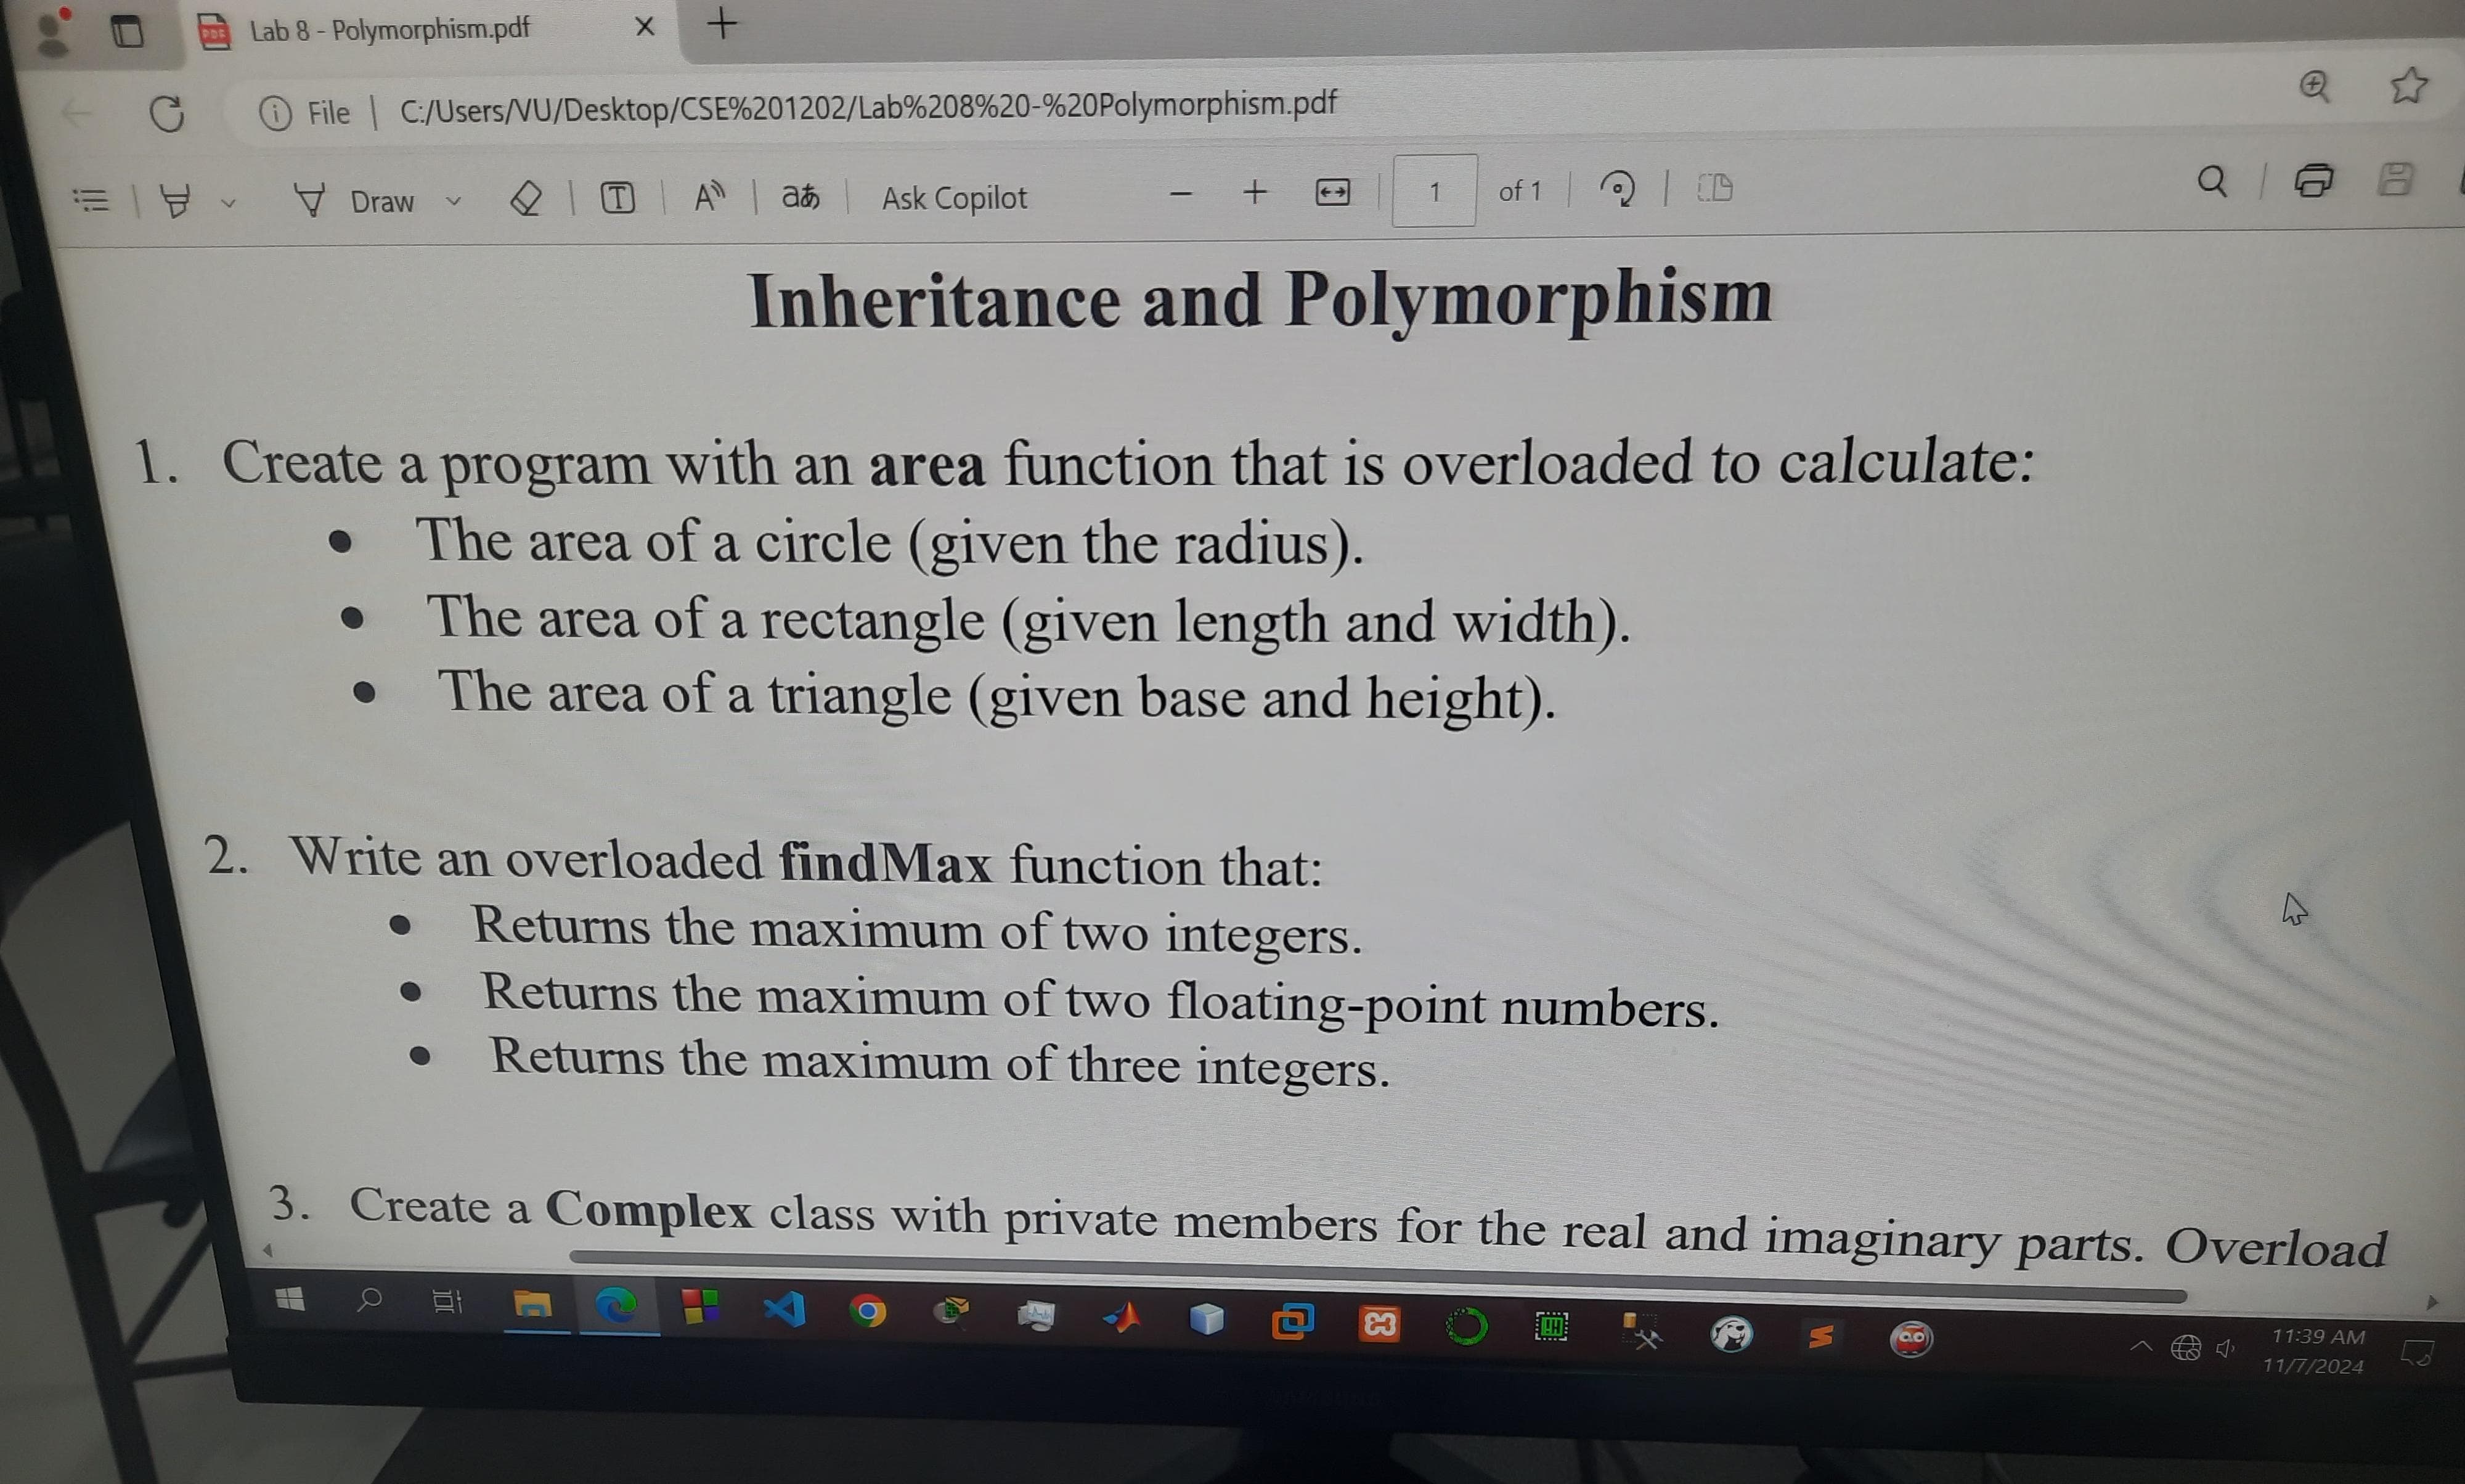 Lab 8 - Polymorphism.pdf
File | C:/Users/VU/Desktop/CSE%201202/Lab%208%20-%20Polymorphism.pdf
Draw
Ask Copilot
1 of 1
Inheritance and Polymorphism
1. Create a program with an area function that is overloaded to calculate:
• The area of a circle (given the radius).
• The area of a rectangle (given length and width).
• The area of a triangle (given base and height).
2. Write an overloaded findMax function that:
• Returns the maximum of two integers.
• Returns the maximum of two floating-point numbers.
• Returns the maximum of three integers.
3. Create a Complex class with private members for the real and imaginary parts. Overload
11:39 AM
11/7/2024